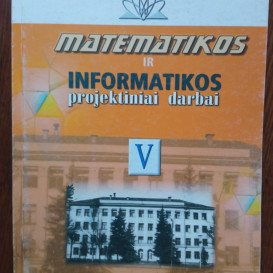 MATEMATIKOS
IR
INFORMATIKOS
projektiniai darbai
V